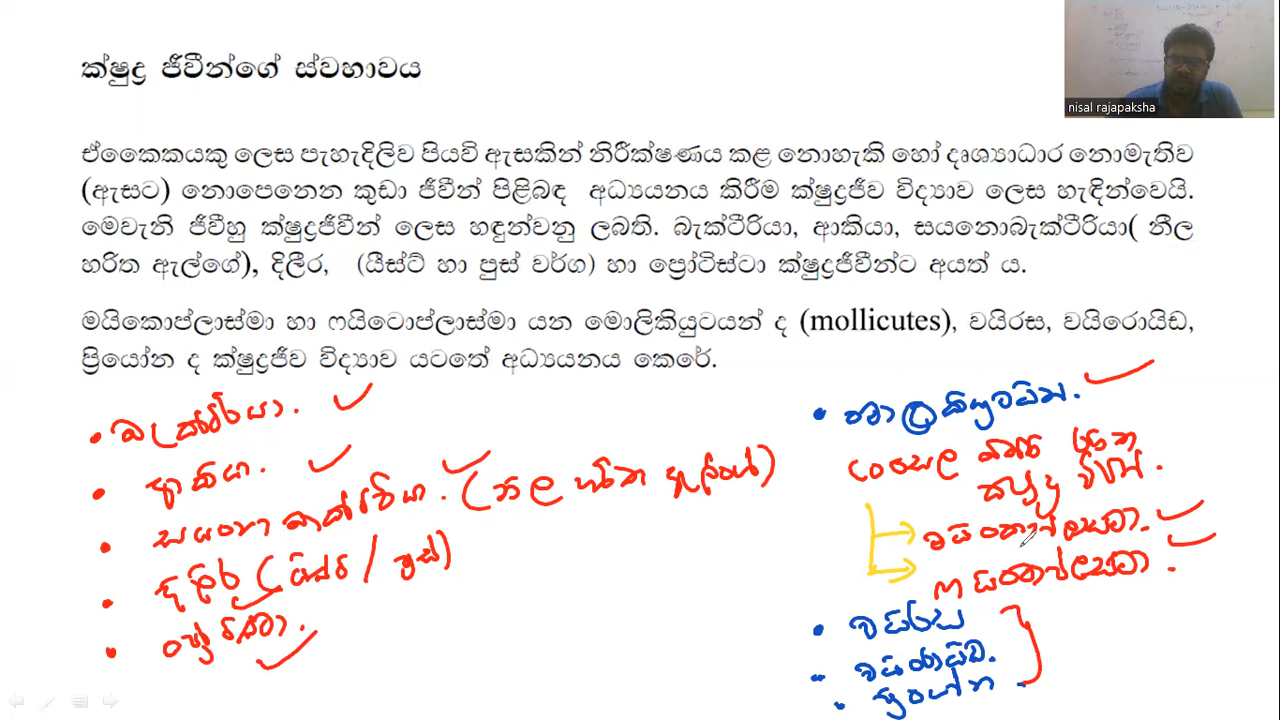 ක්ෂුද්‍ර ජීවීන්ගේ ස්වභාවය
nisal rajapaksha
ඒකෛකයකු ලෙස පැහැදිලිව පියවි ඇසකින් නිරීක්ෂණය කළ නොහැකි හෝ දෘශ්‍යාධාර නොමැතිව
(ඇසට) නොපෙනෙන කුඩා ජීවීන් පිළිබඳ අධ්‍යයනය කිරීම ක්ෂුද්‍රජීව විද්‍යාව ලෙස හැඳින්වෙයි.
මෙවැනි ජීවීහු ක්ෂුද්‍රජීවීන් ලෙස හඳුන්වනු ලබති. බැක්ටීරියා, ආකියා, සයනොබැක්ටීරියා( නීල
හරිත ඇල්ගේ), දිලීර, (යීස්ට් හා පුස් වර්ග) හා ප්‍රෝටිස්ටා ක්ෂුද්‍රජීවීන්ට අයත් ය.
මයිකොප්ලාස්මා හා ෆයිටොප්ලාස්මා යන මොලිකියුටයන් ද (mollicutes), වයිරස, වයිරොයිඩ,
ප්‍රියෝන ද ක්ෂුද්‍රජීව විද්‍යාව යටතේ අධ්‍යයනය කෙරේ.
• බැක්ටීරියා.
• ආකියා.
• සයනොබැක්ටීරියා. (නීල හරිත ඇල්ගේ)
• දිලීර (යීස්ට් / පුස්)
• ප්‍රෝටිස්ටා.
• මොලිකියුටයින්.
සෛල බිත්ති රහිත
ක්ෂුද්‍ර ජීවීන්.
මයිකොප්ලාස්මා.
ෆයිටොප්ලාස්මා.
• වයිරස
• වයිරොයිඩ.
• ප්‍රියෝන